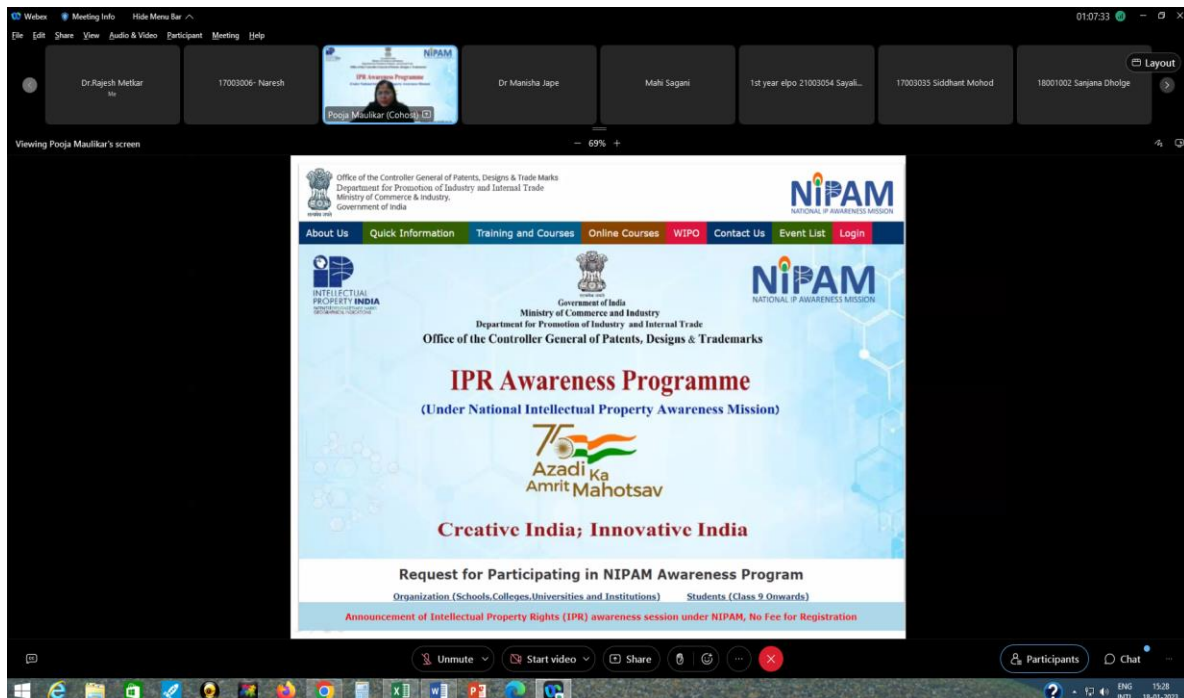 Webex Meeting Info Hide Menu Bar
01:07:33
File Edit Share View Audio & Video Participant Meeting Help
Layout
Dr.Rajesh Metkar
Me
17003006- Naresh
Pooja Maulikar (Cohost)
Dr Manisha Jape
Mahi Sagani
1st year elpo 21003054 Sayali...
17003035 Siddhant Mohod
18001002 Sanjana Dholge
Viewing Pooja Maulikar's screen
− 69% +
Office of the Controller General of Patents, Designs & Trade Marks
Department for Promotion of Industry and Internal Trade
Ministry of Commerce & Industry,
Government of India
NIPAM
NATIONAL IP AWARENESS MISSION
About Us Quick Information Training and Courses Online Courses WIPO Contact Us Event List Login
INTELLECTUAL
PROPERTY INDIA
Government of India
Ministry of Commerce and Industry
Department for Promotion of Industry and Internal Trade
Office of the Controller General of Patents, Designs & Trademarks
NIPAM
NATIONAL IP AWARENESS MISSION
IPR Awareness Programme
(Under National Intellectual Property Awareness Mission)
75
Azadi Ka
Amrit Mahotsav
Creative India; Innovative India
Request for Participating in NIPAM Awareness Program
Organization (Schools,Colleges,Universities and Institutions) Students (Class 9 Onwards)
Announcement of Intellectual Property Rights (IPR) awareness session under NIPAM, No Fee for Registration
Unmute Start video Share
Participants Chat
ENG 15:28
INTL